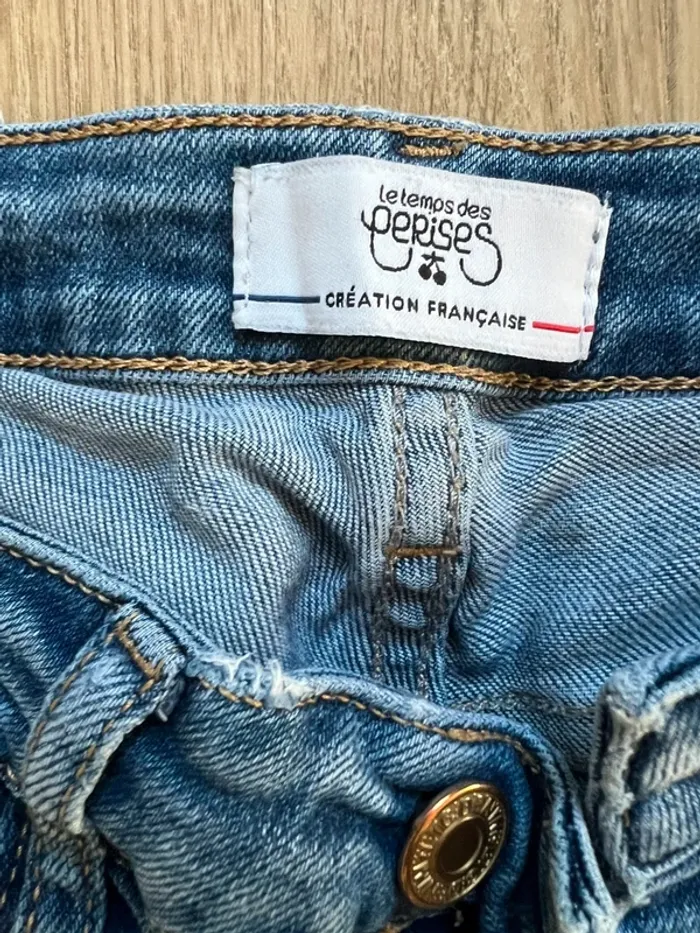 le temps des
CERISES
CRÉATION FRANÇAISE